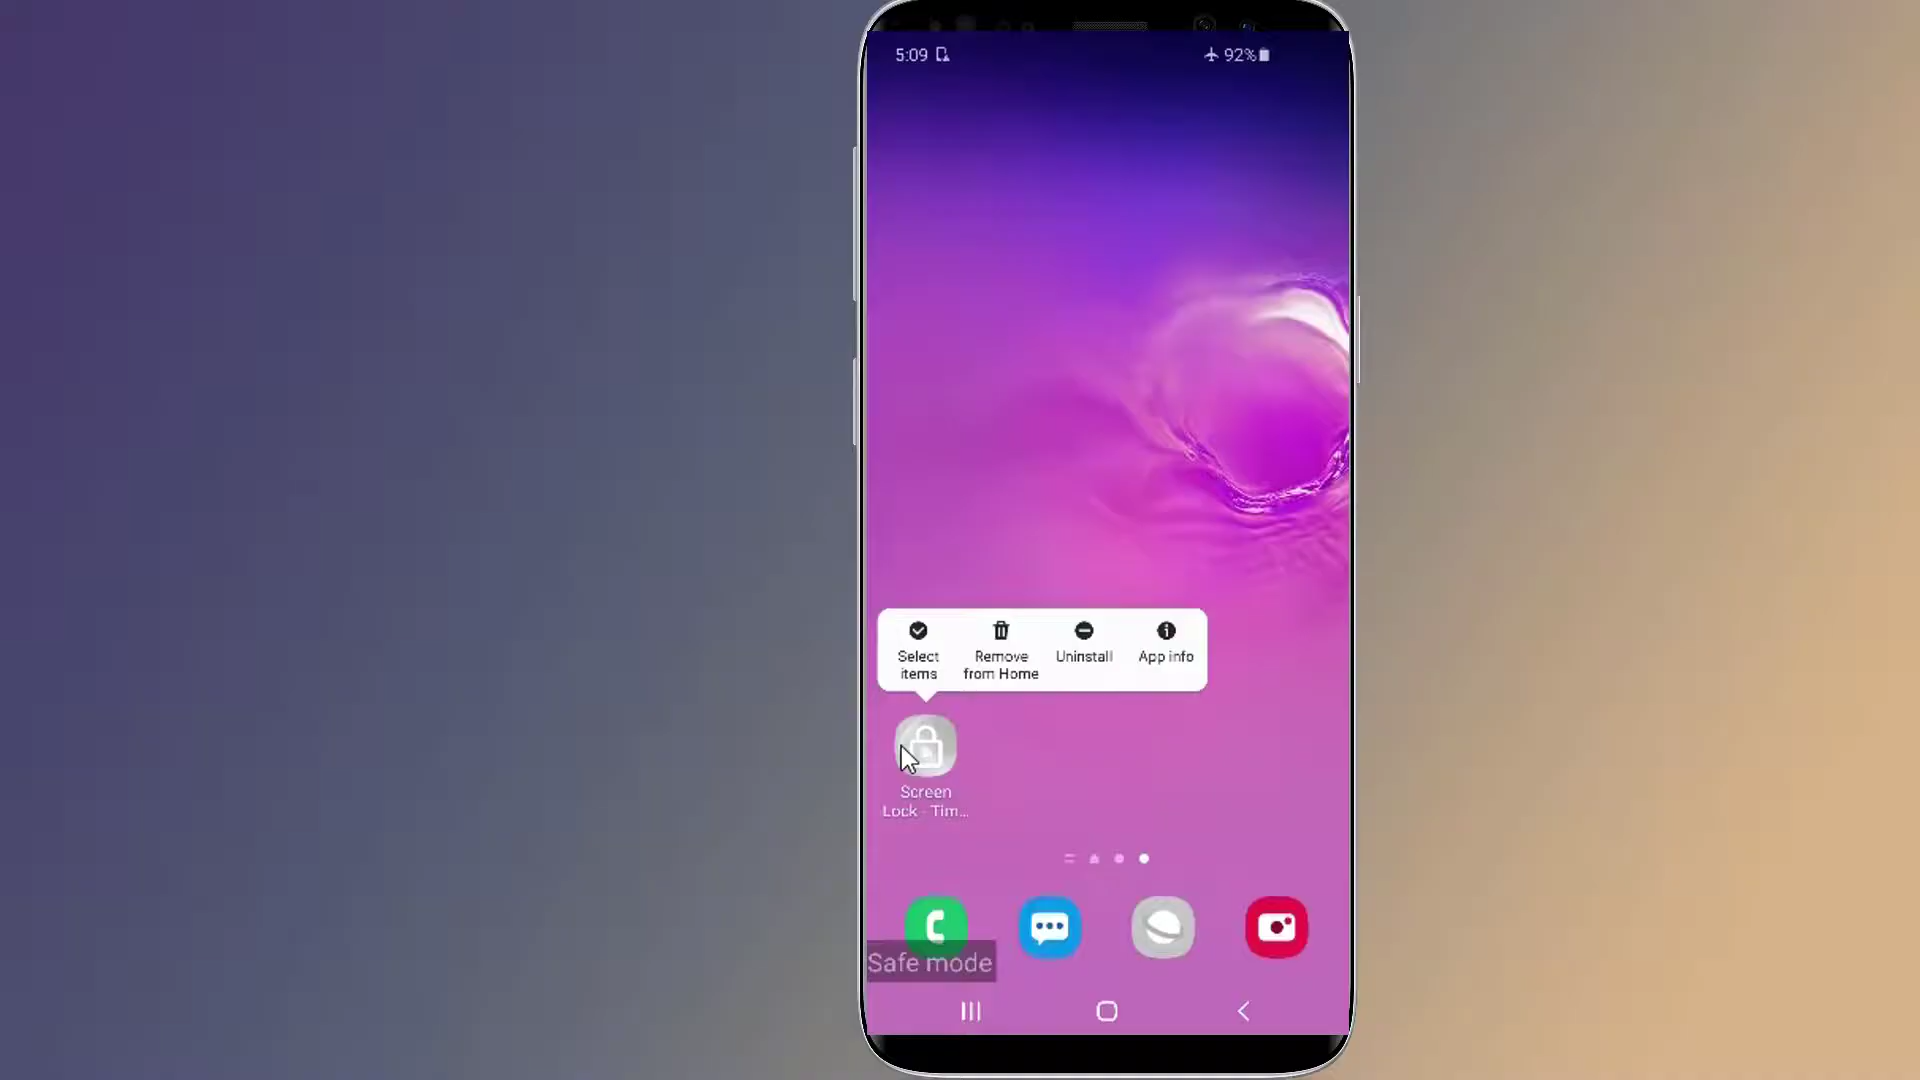 5:09
92%
Select items
Remove from Home
Uninstall
App info
Screen
Lock - Tim...
Safe mode